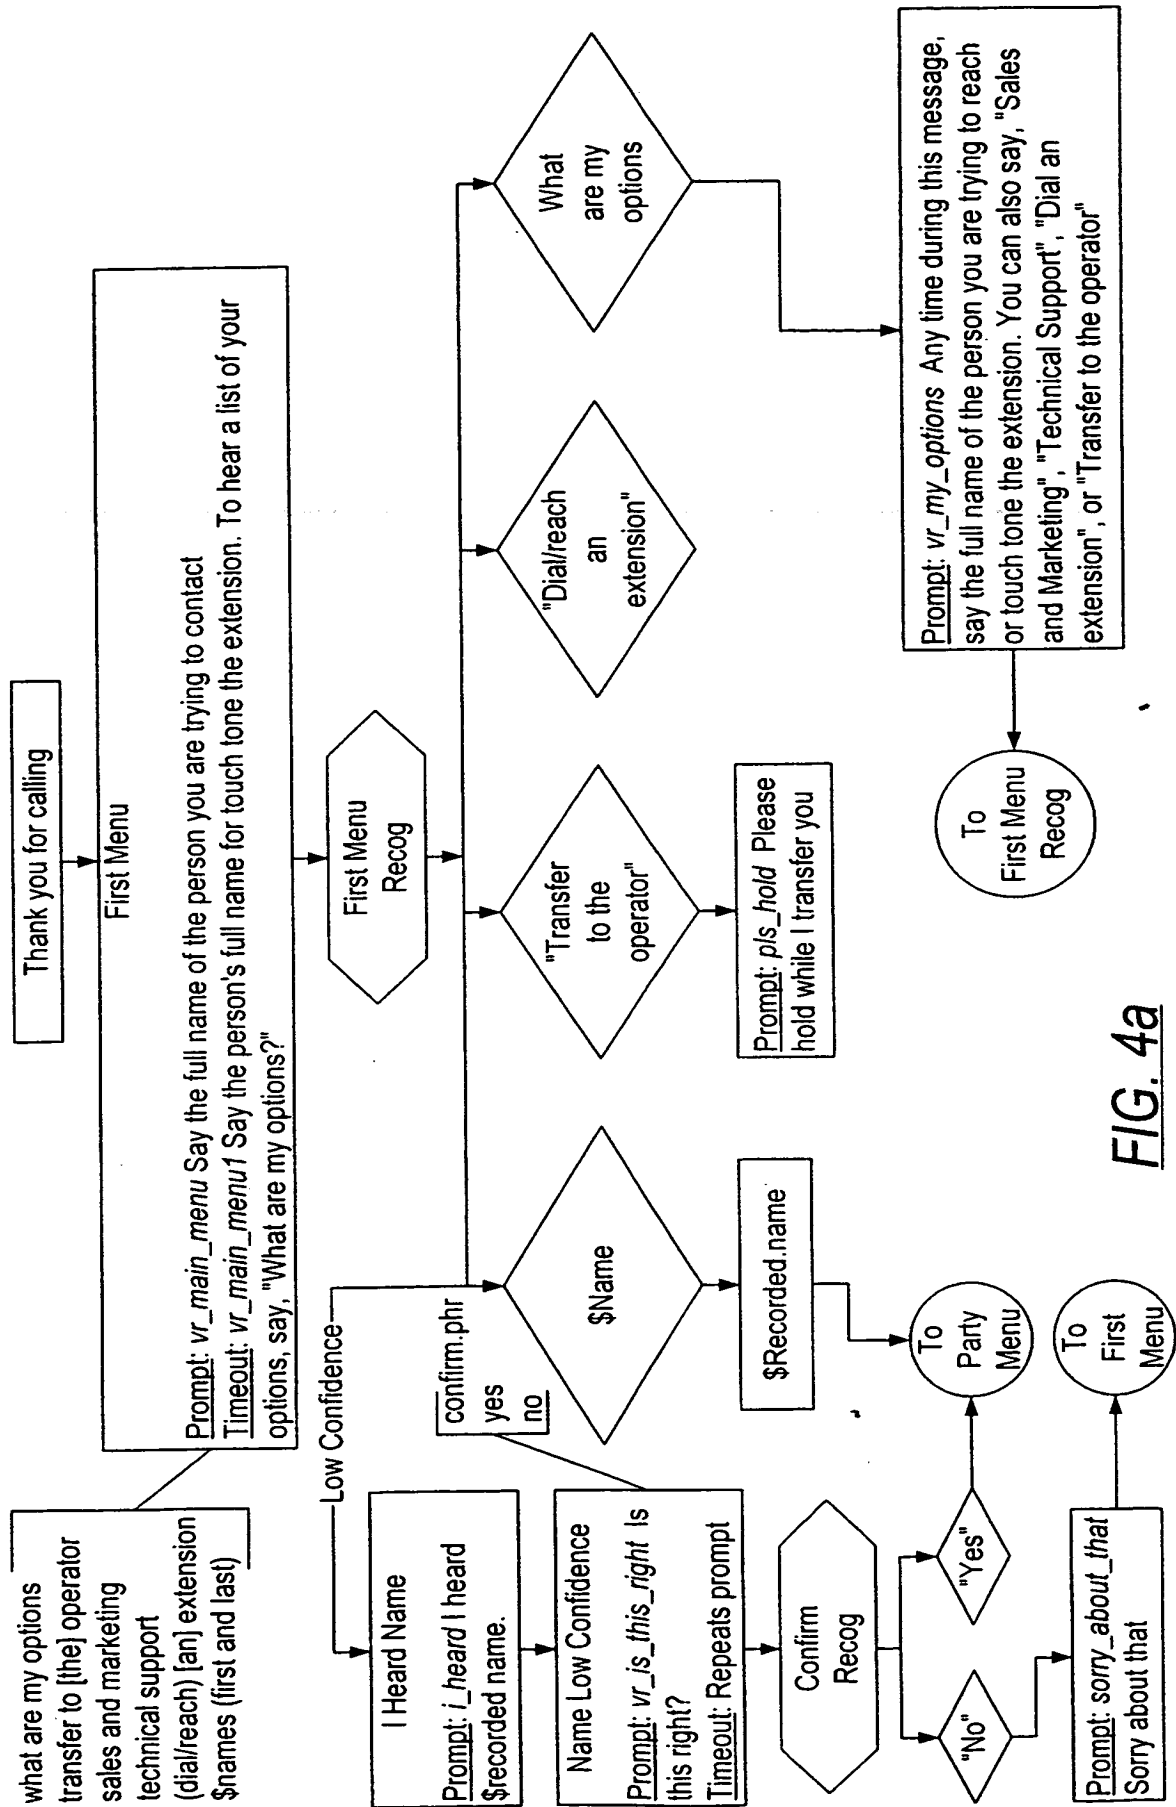 Thank you for calling
First Menu
Prompt: vr_main_menu Say the full name of the person you are trying to contact
Timeout: vr_main_menu1 Say the person's full name for touch tone the extension. To hear a list of your
options, say, "What are my options?"
what are my options
transfer to [the] operator
sales and marketing
technical support
(dial/reach) [an] extension
$names (first and last)
First Menu
Recog
Low Confidence
I Heard Name
Prompt: i_heard I heard
$recorded name.
confirm.phr
yes
no
Name Low Confidence
Prompt: vr_is_this_right Is
this right?
Timeout: Repeats prompt
Confirm
Recog
"No"
"Yes"
Prompt: sorry_about_that
Sorry about that
To
First
Menu
$Name
$Recorded.name
To
Party
Menu
"Transfer
to the
operator"
Prompt: pls_hold Please
hold while I transfer you
"Dial/reach
an
extension"
What
are my
options
Prompt: vr_my_options Any time during this message,
say the full name of the person you are trying to reach
or touch tone the extension. You can also say, "Sales
and Marketing", "Technical Support", "Dial an
extension", or "Transfer to the operator"
To
First Menu
Recog
FIG. 4a